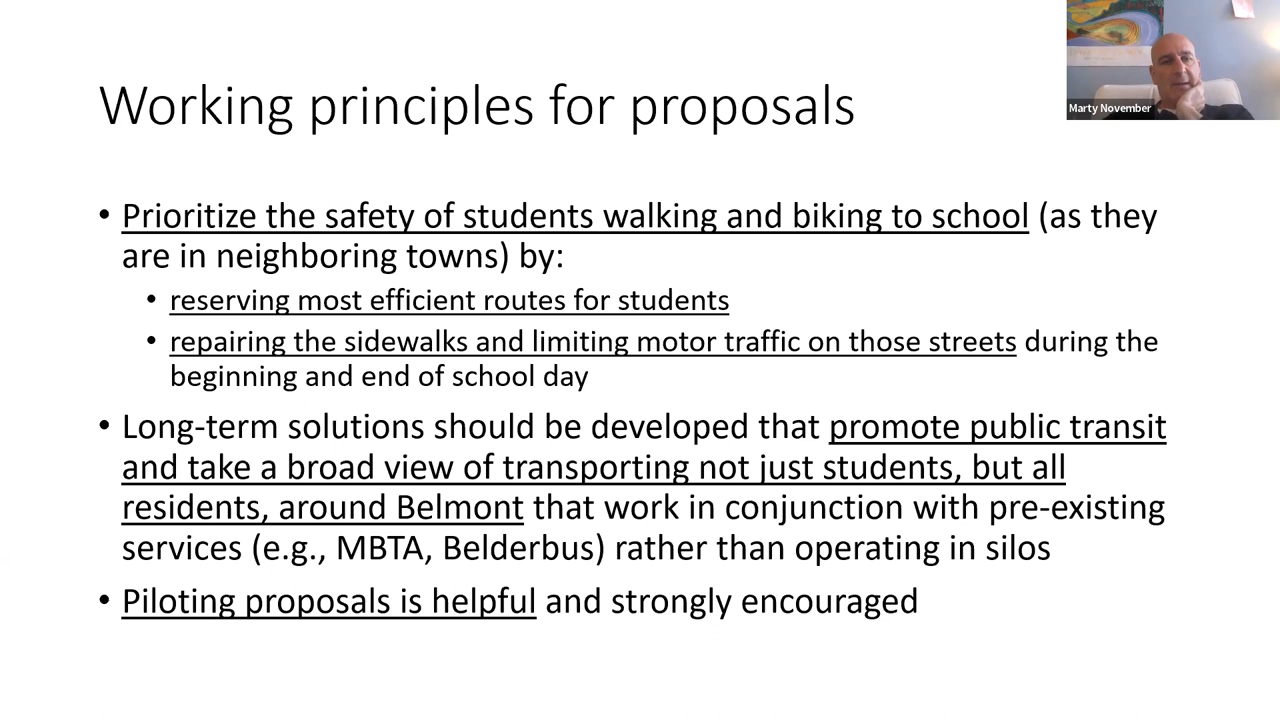 Working principles for proposals
Marty November
• Prioritize the safety of students walking and biking to school (as they
are in neighboring towns) by:
• reserving most efficient routes for students
• repairing the sidewalks and limiting motor traffic on those streets during the
beginning and end of school day
• Long-term solutions should be developed that promote public transit
and take a broad view of transporting not just students, but all
residents, around Belmont that work in conjunction with pre-existing
services (e.g., MBTA, Belderbus) rather than operating in silos
• Piloting proposals is helpful and strongly encouraged